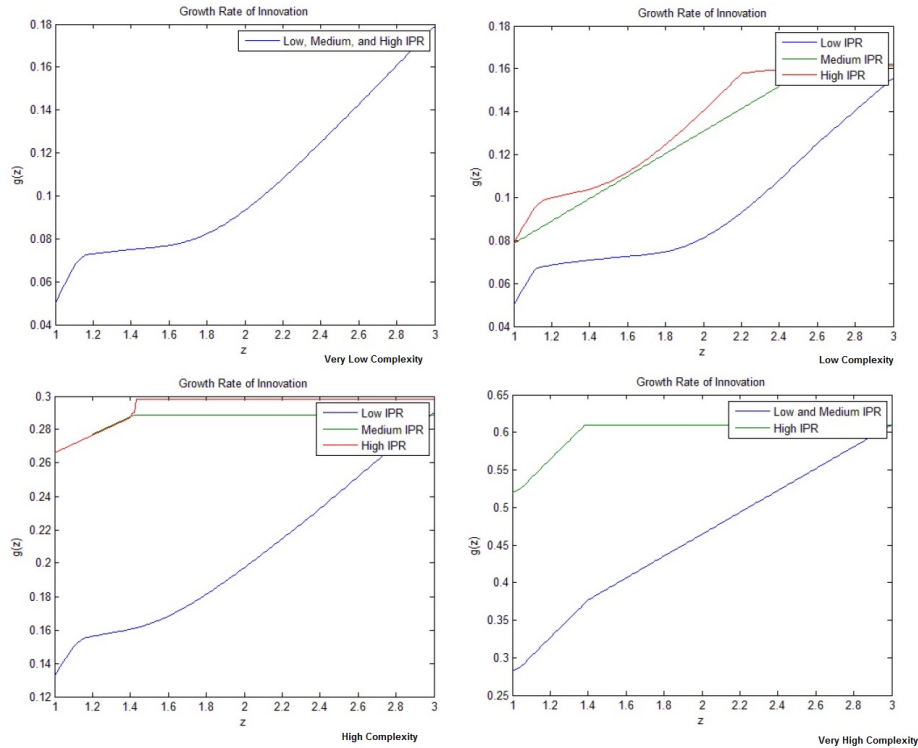 Growth Rate of Innovation
Low, Medium, and High IPR
0.18
0.16
0.14
0.12
0.1
0.08
0.06
0.04
g(z)
1 1.2 1.4 1.6 1.8 2 2.2 2.4 2.6 2.8 3
z
Very Low Complexity
Growth Rate of Innovation
Low IPR
Medium IPR
High IPR
0.18
0.16
0.14
0.12
0.1
0.08
0.06
0.04
g(z)
1 1.2 1.4 1.6 1.8 2 2.2 2.4 2.6 2.8 3
z
Low Complexity
Growth Rate of Innovation
Low IPR
Medium IPR
High IPR
0.3
0.28
0.26
0.24
0.22
0.2
0.18
0.16
0.14
0.12
g(z)
1 1.2 1.4 1.6 1.8 2 2.2 2.4 2.6 2.8 3
z
High Complexity
Growth Rate of Innovation
Low and Medium IPR
High IPR
0.65
0.6
0.55
0.5
0.45
0.4
0.35
0.3
0.25
g(z)
1 1.2 1.4 1.6 1.8 2 2.2 2.4 2.6 2.8 3
z
Very High Complexity